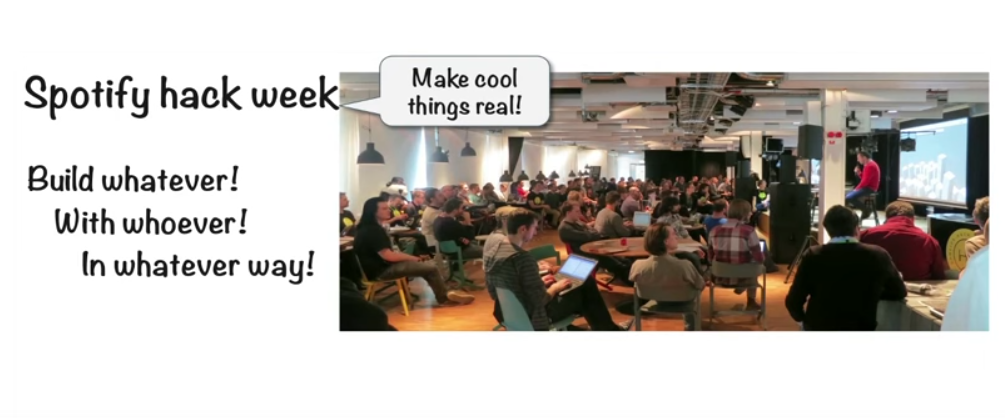 Spotify hack week
Make cool
things real!
Build whatever!
With whoever!
In whatever way!